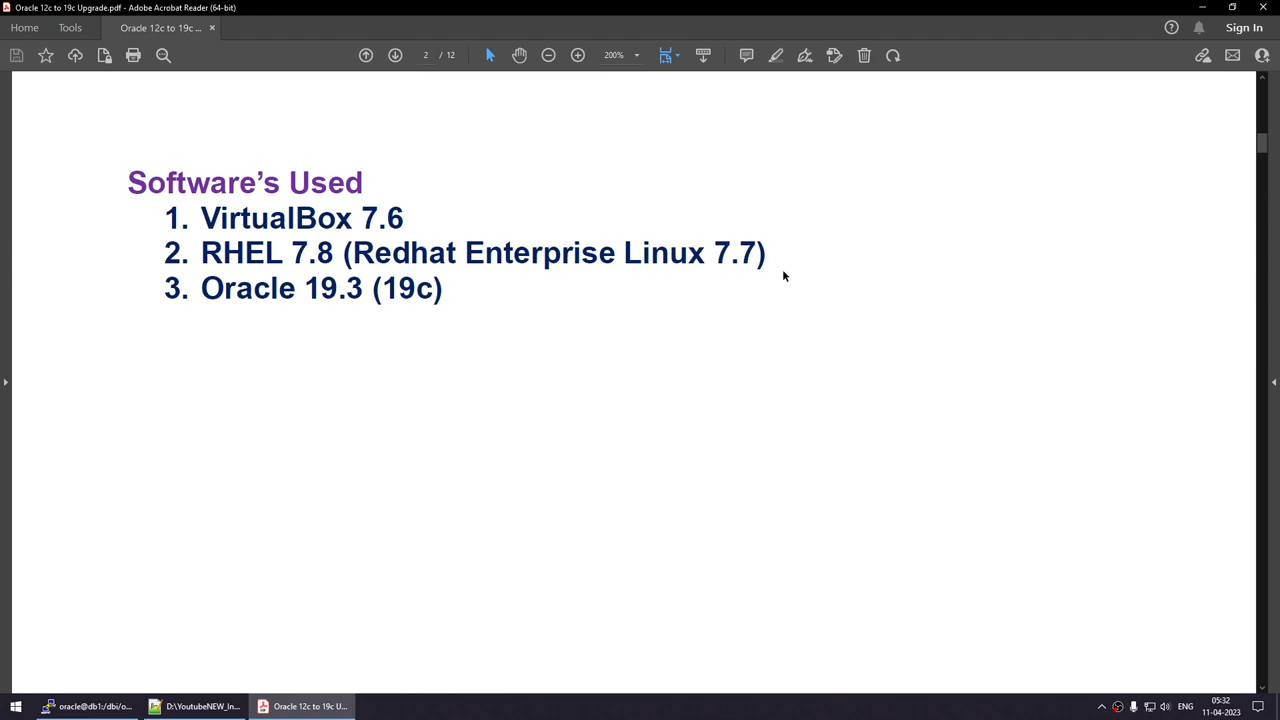 Oracle 12c to 19c Upgrade.pdf - Adobe Acrobat Reader (64-bit)
Home Tools Oracle 12c to 19c ... × Sign In
2 / 12 200%
Software's Used
1. VirtualBox 7.6
2. RHEL 7.8 (Redhat Enterprise Linux 7.7)
3. Oracle 19.3 (19c)
oracle@db1:/dbi/o... D:\YoutubeNEW_In... Oracle 12c to 19c U... ENG 05:32
11-04-2023